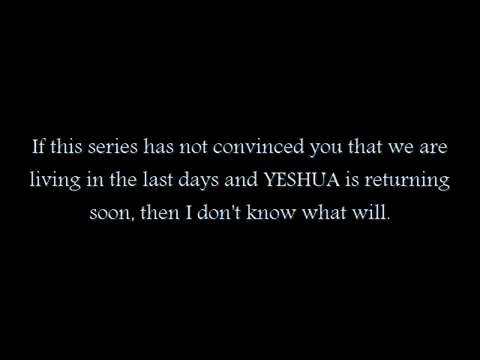 If this series has not convinced you that we are
living in the last days and YESHUA is returning
soon, then I don't know what will.